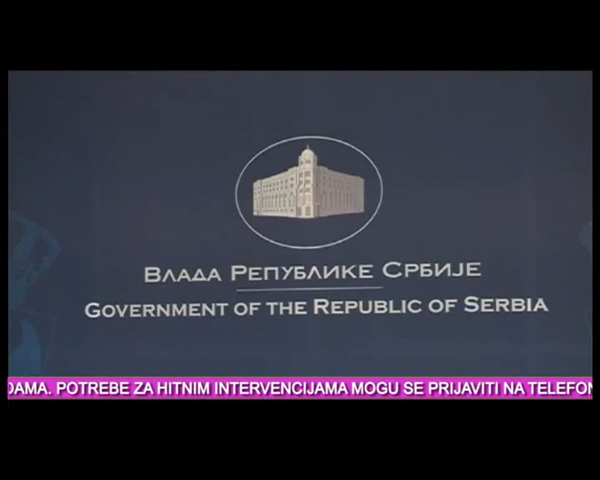 Влада Републике Србије
Government of the Republic of Serbia
DAMA. POTREBE ZA HITNIM INTERVENCIJAMA MOGU SE PRIJAVITI NA TELEFON